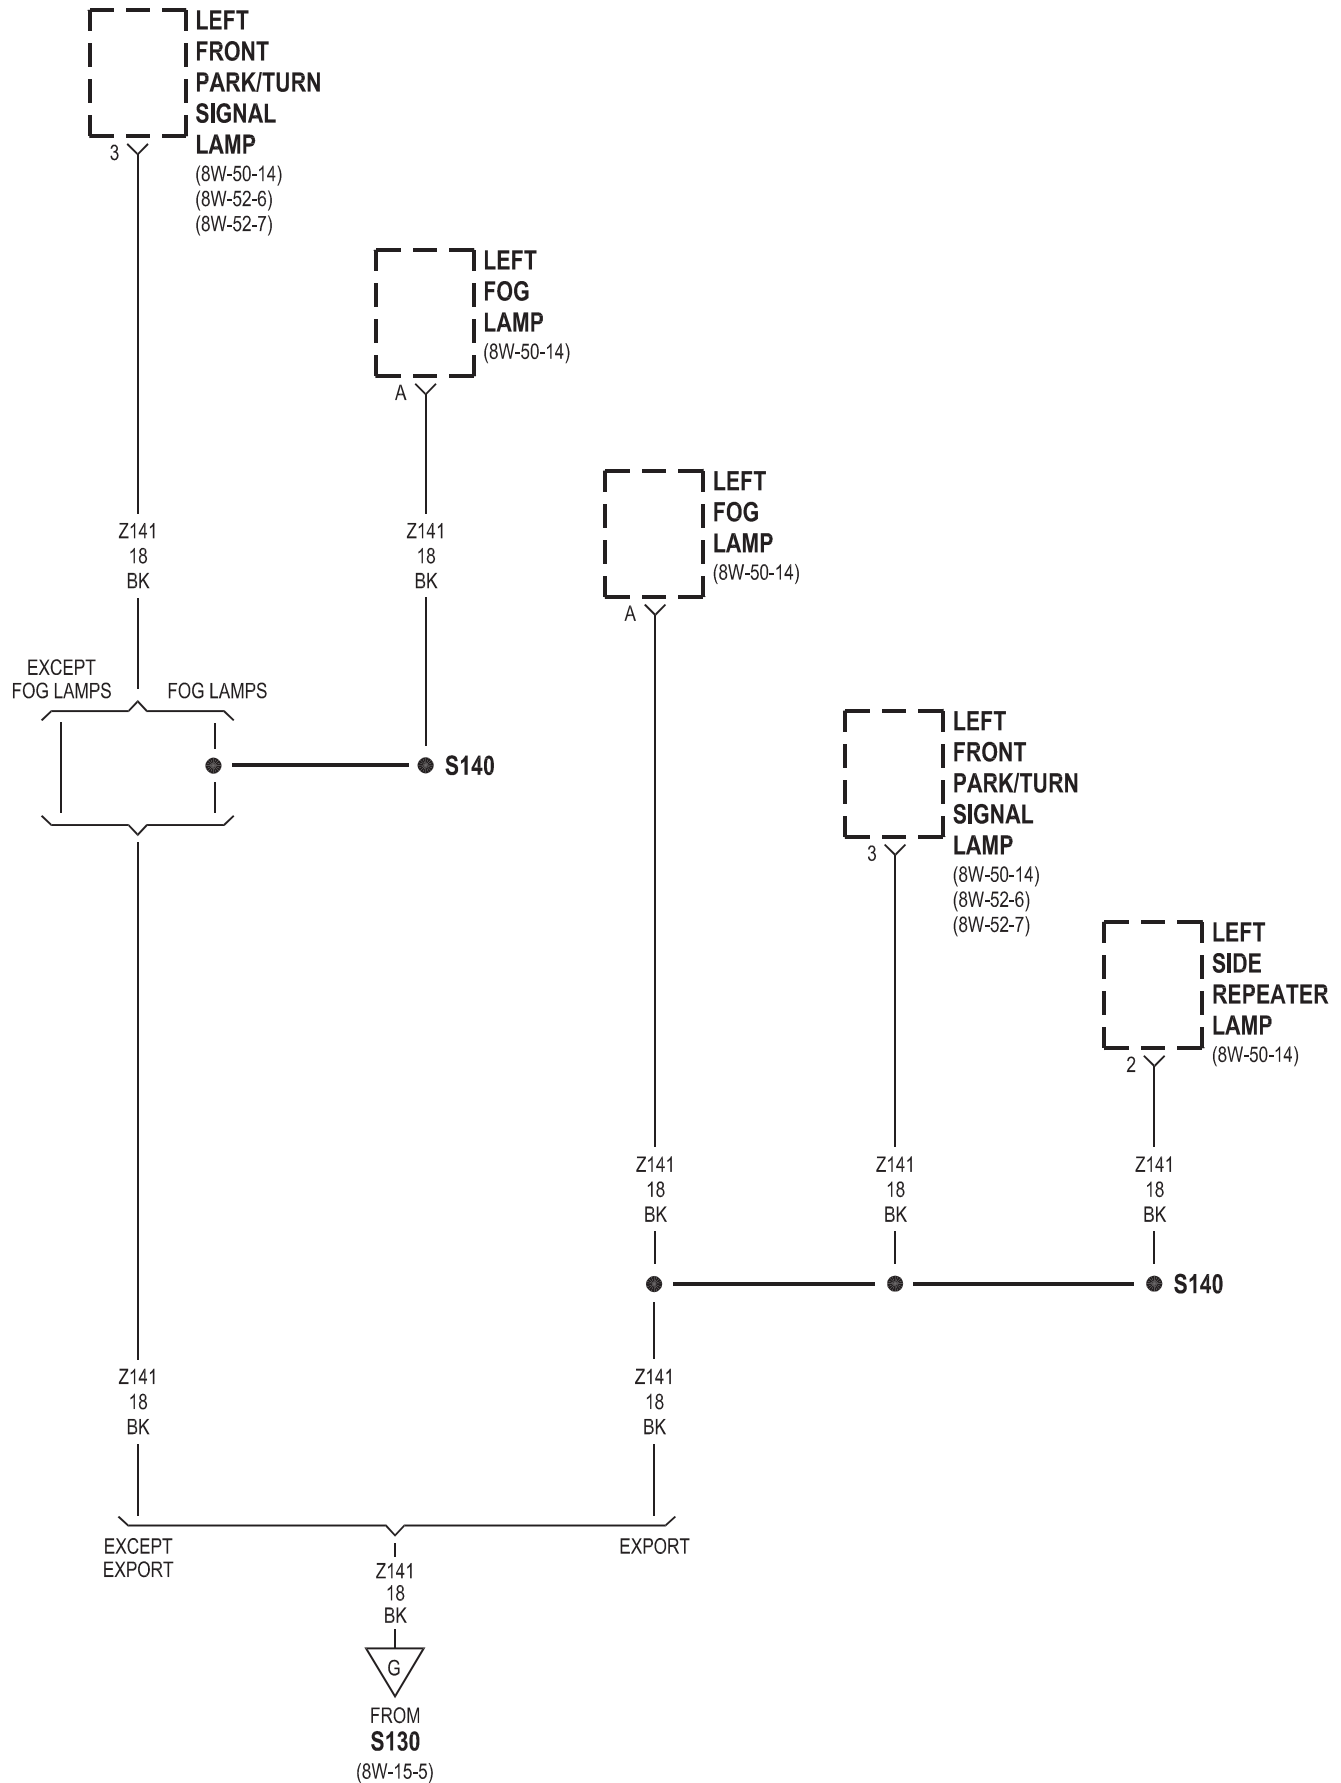 LEFT
FRONT
PARK/TURN
SIGNAL
LAMP
(8W-50-14)
(8W-52-6)
(8W-52-7)
3
LEFT
FOG
LAMP
(8W-50-14)
A
LEFT
FOG
LAMP
(8W-50-14)
A
Z141
18
BK
Z141
18
BK
EXCEPT
FOG LAMPS
FOG LAMPS
S140
LEFT
FRONT
PARK/TURN
SIGNAL
LAMP
(8W-50-14)
(8W-52-6)
(8W-52-7)
3
LEFT
SIDE
REPEATER
LAMP
(8W-50-14)
2
Z141
18
BK
Z141
18
BK
Z141
18
BK
S140
Z141
18
BK
Z141
18
BK
EXCEPT
EXPORT
EXPORT
Z141
18
BK
G
FROM
S130
(8W-15-5)